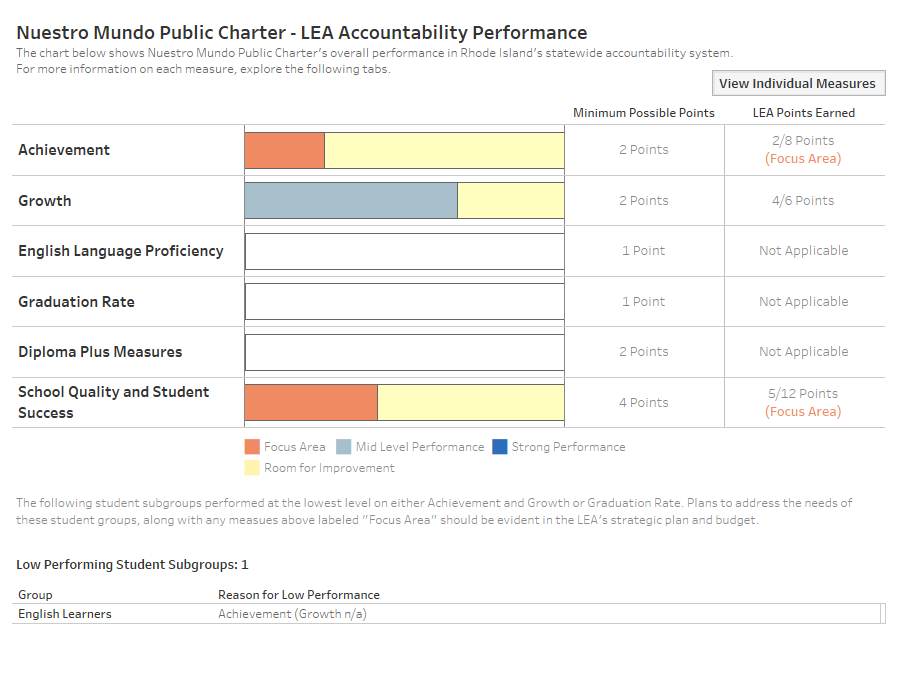 Nuestro Mundo Public Charter - LEA Accountability Performance
The chart below shows Nuestro Mundo Public Charter's overall performance in Rhode Island's statewide accountability system.
For more information on each measure, explore the following tabs.
View Individual Measures
Minimum Possible Points LEA Points Earned
Achievement 2 Points 2/8 Points
(Focus Area)
Growth 2 Points 4/6 Points
English Language Proficiency 1 Point Not Applicable
Graduation Rate 1 Point Not Applicable
Diploma Plus Measures 2 Points Not Applicable
School Quality and Student
Success 4 Points 5/12 Points
(Focus Area)
Focus Area Mid Level Performance Strong Performance
Room for Improvement
The following student subgroups performed at the lowest level on either Achievement and Growth or Graduation Rate. Plans to address the needs of
these student groups, along with any measues above labeled "Focus Area" should be evident in the LEA's strategic plan and budget.
Low Performing Student Subgroups: 1
Group Reason for Low Performance
English Learners Achievement (Growth n/a)